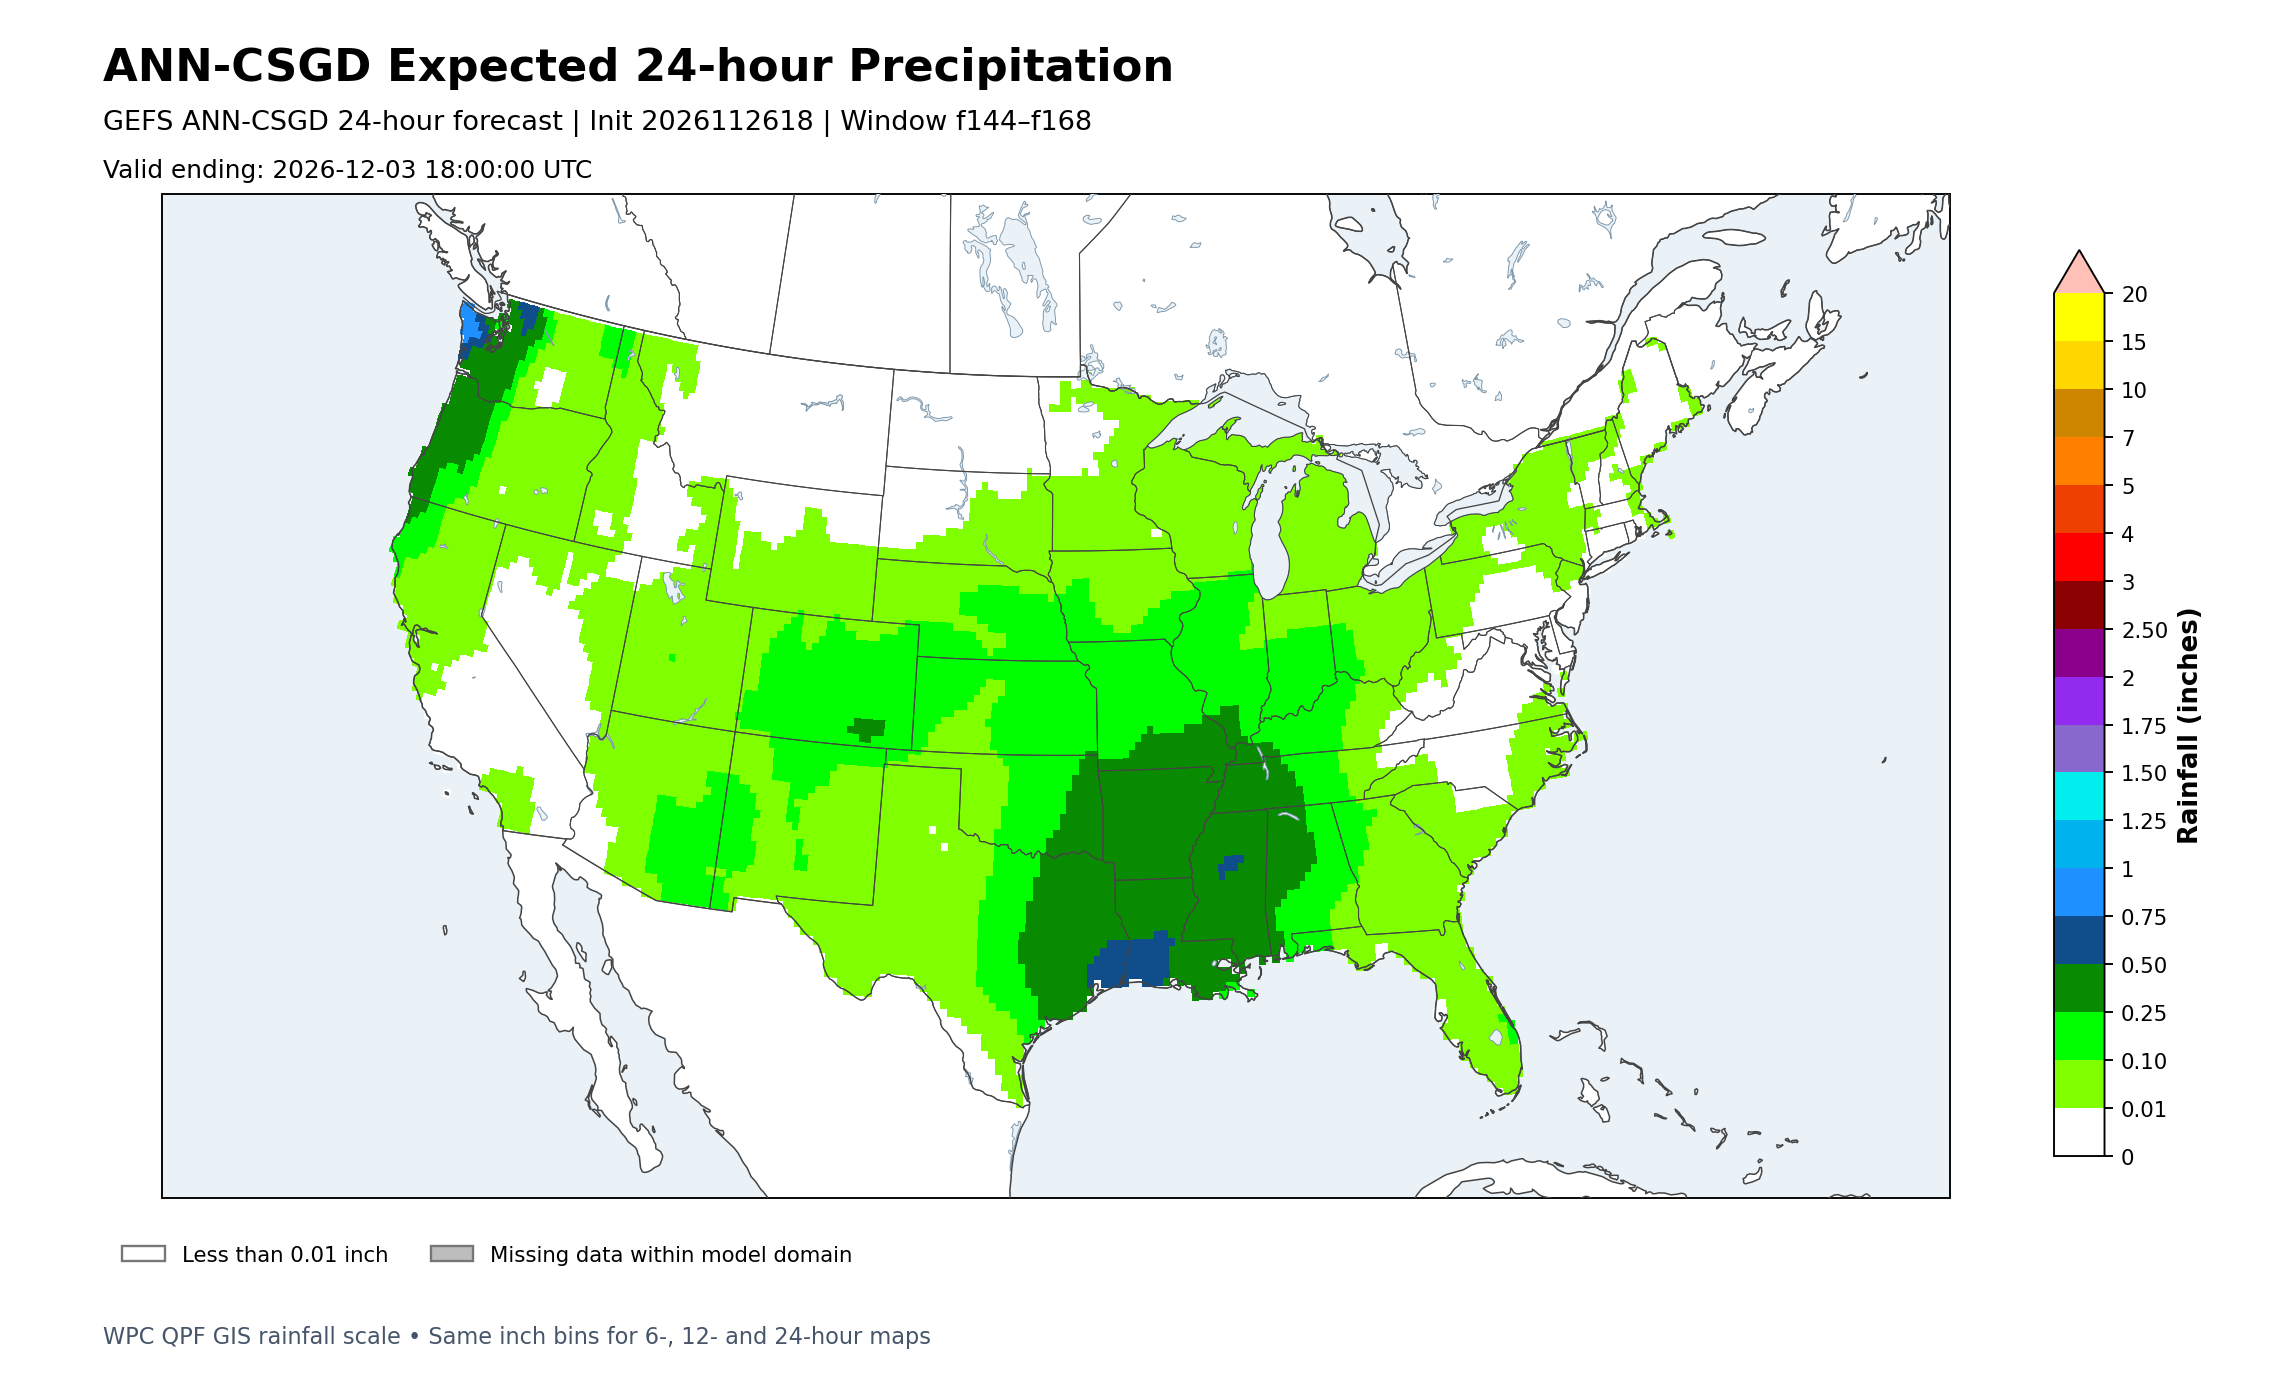 ANN-CSGD Expected 24-hour Precipitation
GEFS ANN-CSGD 24-hour forecast | Init 2026112618 | Window f144–f168
Valid ending: 2026-12-03 18:00:00 UTC
20
15
10
7
5
4
3
2.50
2
1.75
1.50
1.25
1
0.75
0.50
0.25
0.10
0.01
0
Rainfall (inches)
Less than 0.01 inch
Missing data within model domain
WPC QPF GIS rainfall scale • Same inch bins for 6-, 12- and 24-hour maps